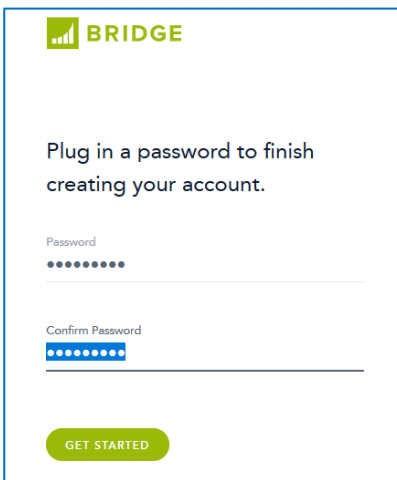 BRIDGE
Plug in a password to finish
creating your account.
Password
•••••••••
Confirm Password
•••••••••
GET STARTED